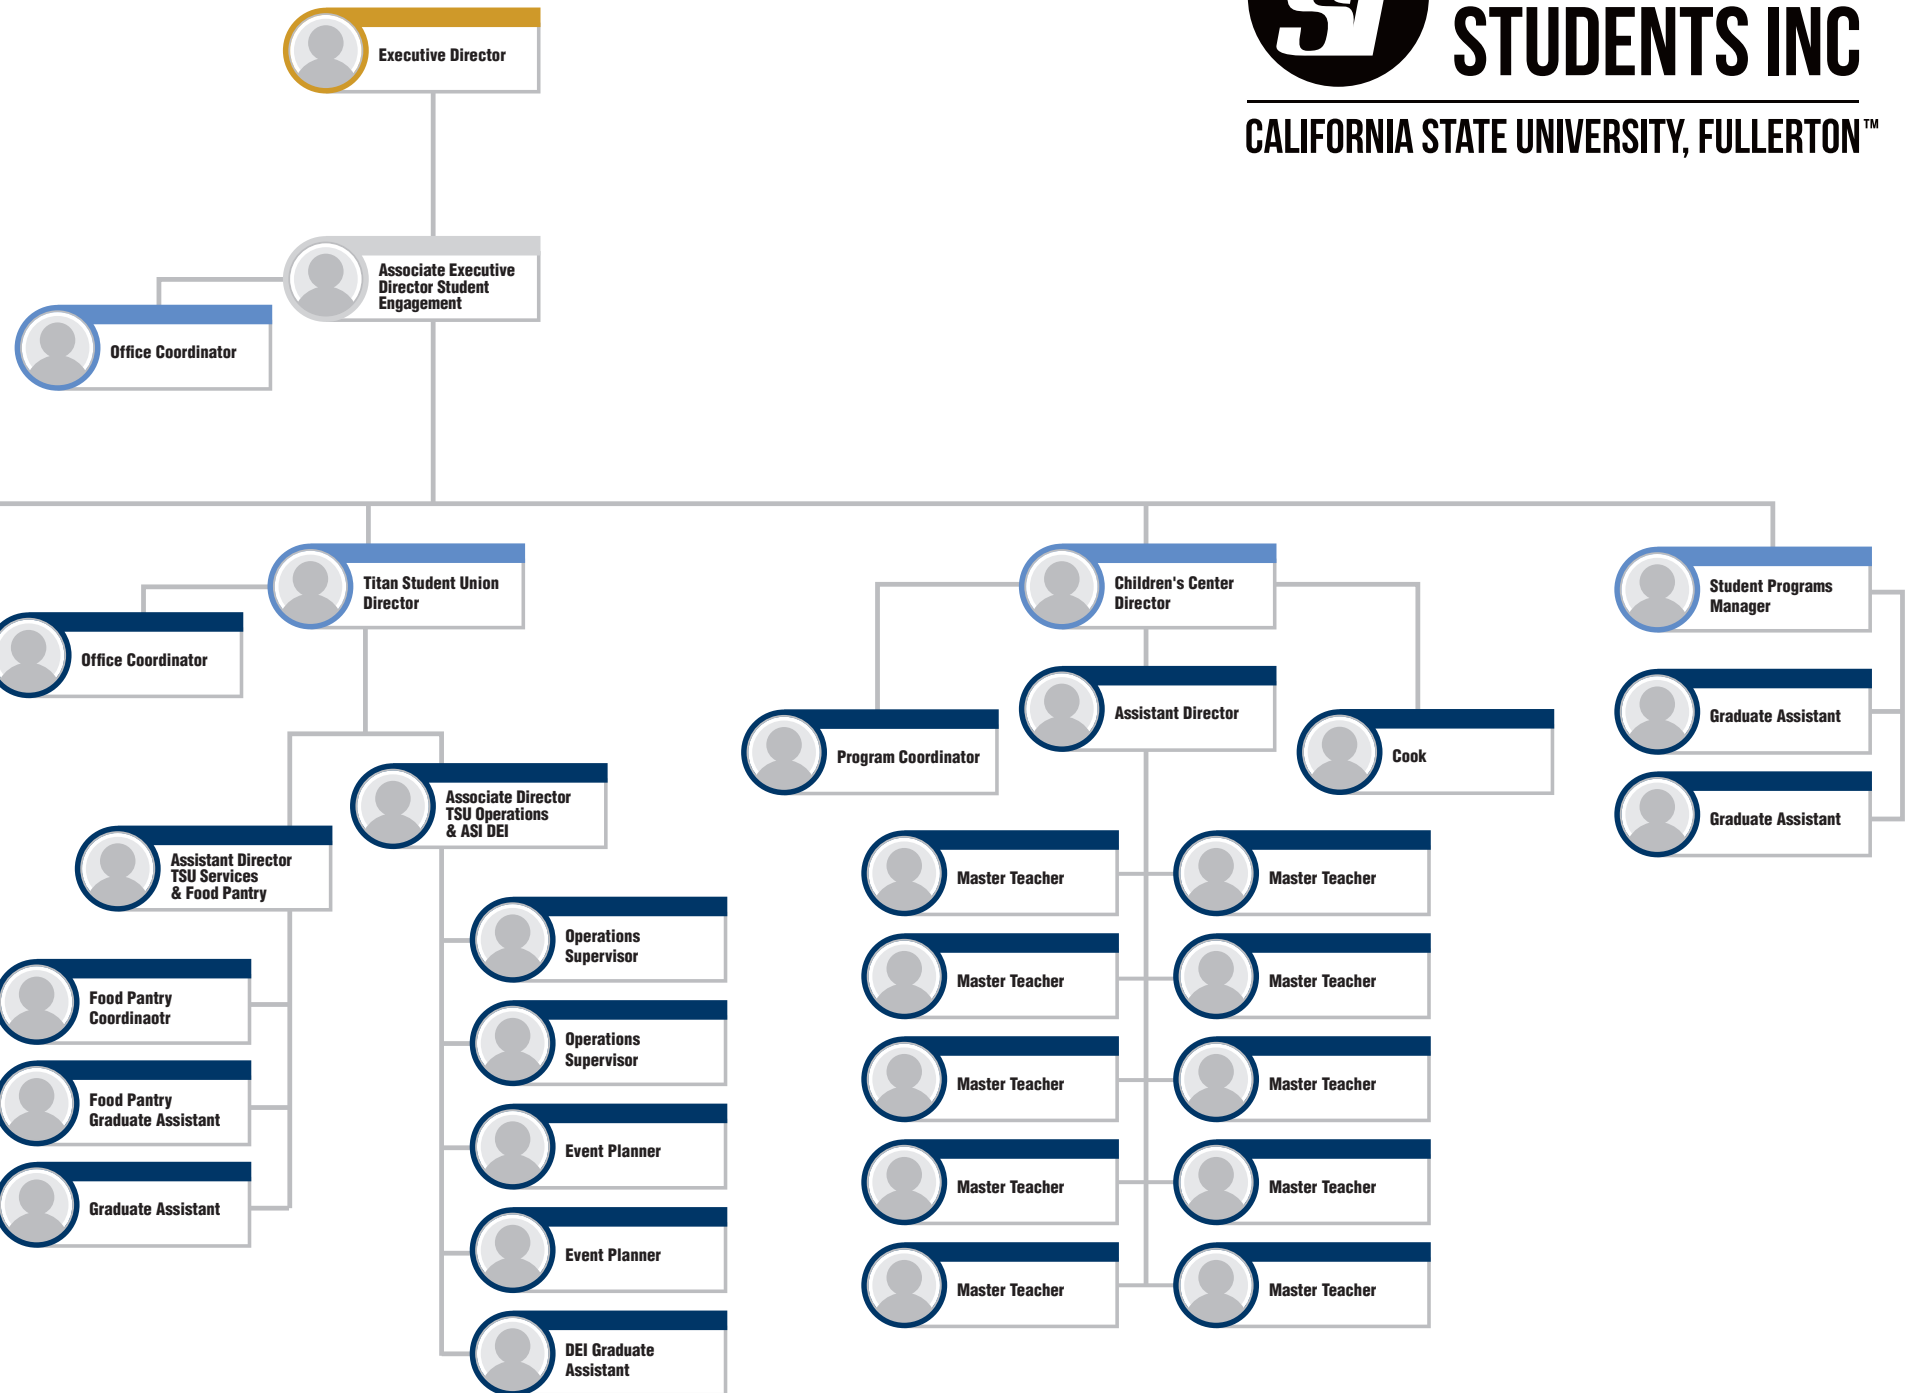 STUDENTS INC
CALIFORNIA STATE UNIVERSITY, FULLERTON™
Executive Director
Associate Executive
Director Student
Engagement
Office Coordinator
Titan Student Union
Director
Office Coordinator
Associate Director
TSU Operations
& ASI DEI
Assistant Director
TSU Services
& Food Pantry
Food Pantry
Coordinaotr
Food Pantry
Graduate Assistant
Graduate Assistant
Operations
Supervisor
Operations
Supervisor
Event Planner
Event Planner
DEI Graduate
Assistant
Children's Center
Director
Program Coordinator
Assistant Director
Cook
Master Teacher
Master Teacher
Master Teacher
Master Teacher
Master Teacher
Master Teacher
Master Teacher
Master Teacher
Master Teacher
Master Teacher
Student Programs
Manager
Graduate Assistant
Graduate Assistant